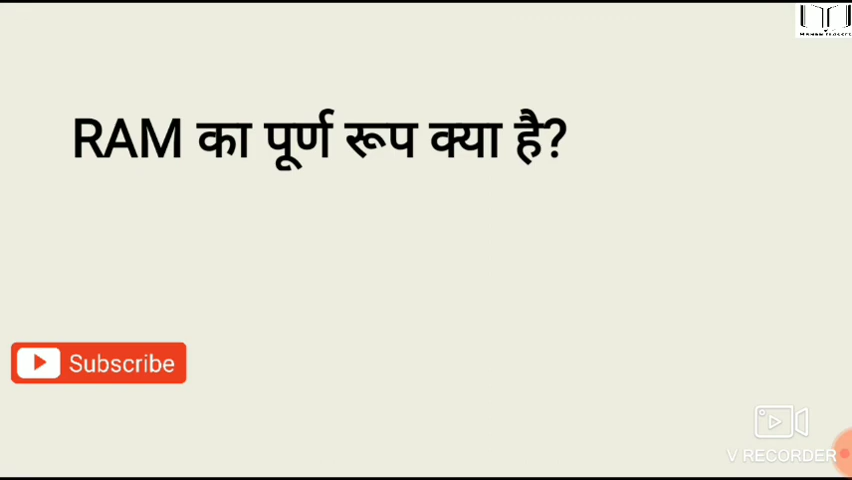 RAM का पूर्ण रूप क्या है?
Subscribe
V RECORDER